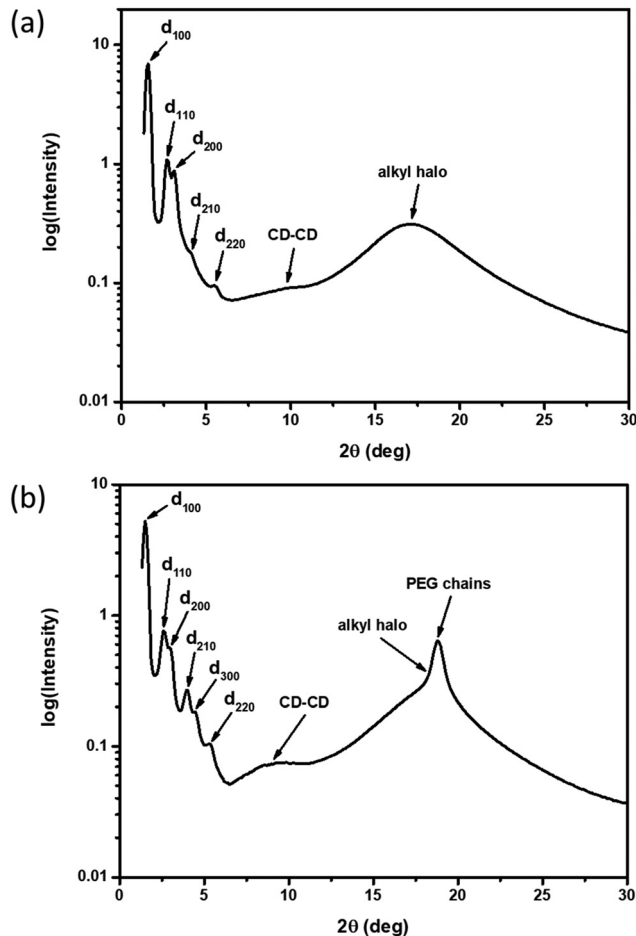 (a)
10
1
0.1
0.01
log(Intensity)
d100
d110
d200
d210
d220
CD-CD
alkyl halo
0 5 10 15 20 25 30
2θ (deg)
(b)
10
1
0.1
0.01
log(Intensity)
d100
d110
d200
d210
d300
d220
CD-CD
alkyl halo
PEG chains
0 5 10 15 20 25 30
2θ (deg)